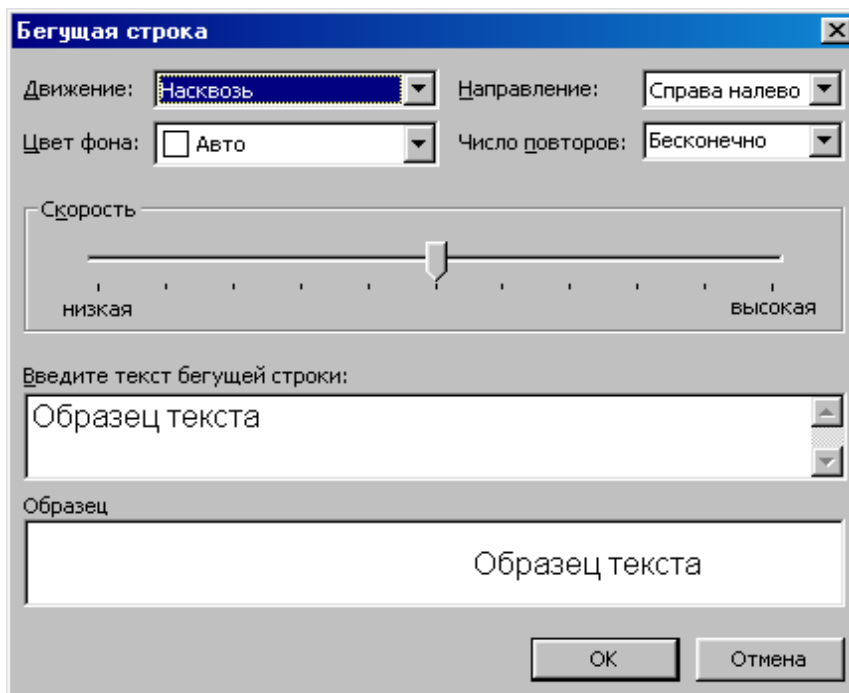 Бегущая строка
Движение: Насквозь Направление: Справа налево
Цвет фона: Авто Число повторов: Бесконечно
Скорость
низкая высокая
Введите текст бегущей строки:
Образец текста
Образец
Образец текста
ОК Отмена